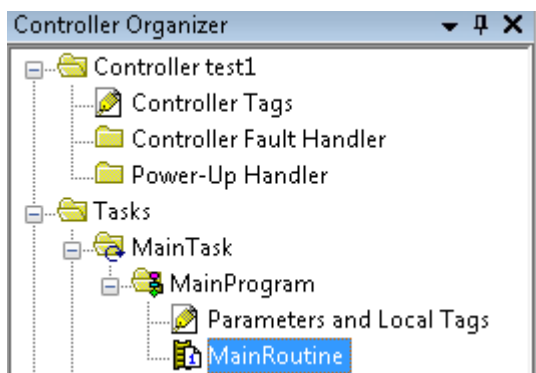 Controller Organizer
Controller test1
Controller Tags
Controller Fault Handler
Power-Up Handler
Tasks
MainTask
MainProgram
Parameters and Local Tags
1 MainRoutine